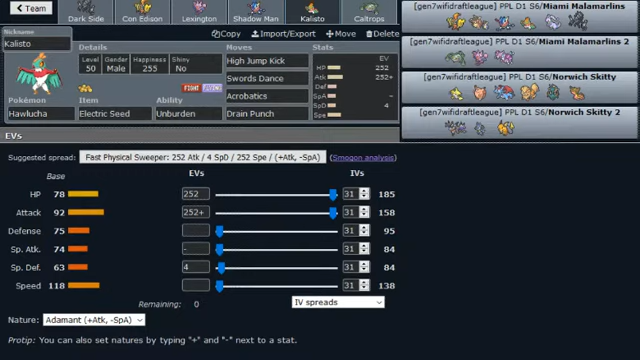 Team
Dark Side
Con Edison
Lexington
Shadow Man
Kalisto
Caltrops
Copy
Import/Export
Move
Delete
Nickname
Kalisto
Details
Level
50
Gender
Male
Happiness
255
Shiny
No
FIGHT
Pokémon
Hawlucha
Item
Electric Seed
Ability
Unburden
Moves
High Jump Kick
Swords Dance
Acrobatics
Drain Punch
Stats
EV
HP
252
Atk
252+
Def
SpA
-
SpD
4
Spe
[gen7wifidraftleague] PPL D1 S6/Miami Malamarlins
[gen7wifidraftleague] PPL D1 S6/Miami Malamarlins 2
[gen7wifidraftleague] PPL D1 S6/Norwich Skitty
[gen7wifidraftleague] PPL D1 S6/Norwich Skitty 2
EVs
Suggested spread: Fast Physical Sweeper: 252 Atk / 4 SpD / 252 Spe / (+Atk, -SpA) (Smogon analysis)
Base EVs IVs
HP 78 252 31 185
Attack 92 252+ 31 158
Defense 75 31 95
Sp. Atk. 74 - 31 84
Sp. Def. 63 4 31 84
Speed 118 31 138
Remaining: 0
IV spreads
Nature: Adamant (+Atk, -SpA)
Protip: You can also set natures by typing "+" and "-" next to a stat.